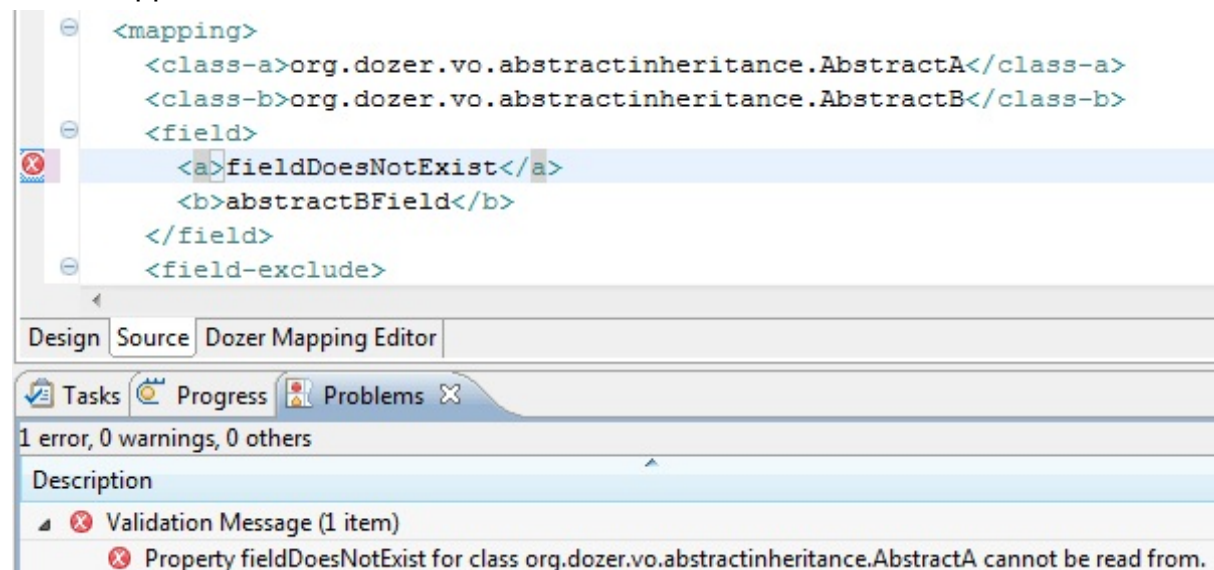 <mapping>
<class-a>org.dozer.vo.abstractinheritance.AbstractA</class-a>
<class-b>org.dozer.vo.abstractinheritance.AbstractB</class-b>
<field>
<a>fieldDoesNotExist</a>
<b>abstractBField</b>
</field>
<field-exclude>
Design Source Dozer Mapping Editor
Tasks Progress Problems
1 error, 0 warnings, 0 others
Description
Validation Message (1 item)
Property fieldDoesNotExist for class org.dozer.vo.abstractinheritance.AbstractA cannot be read from.